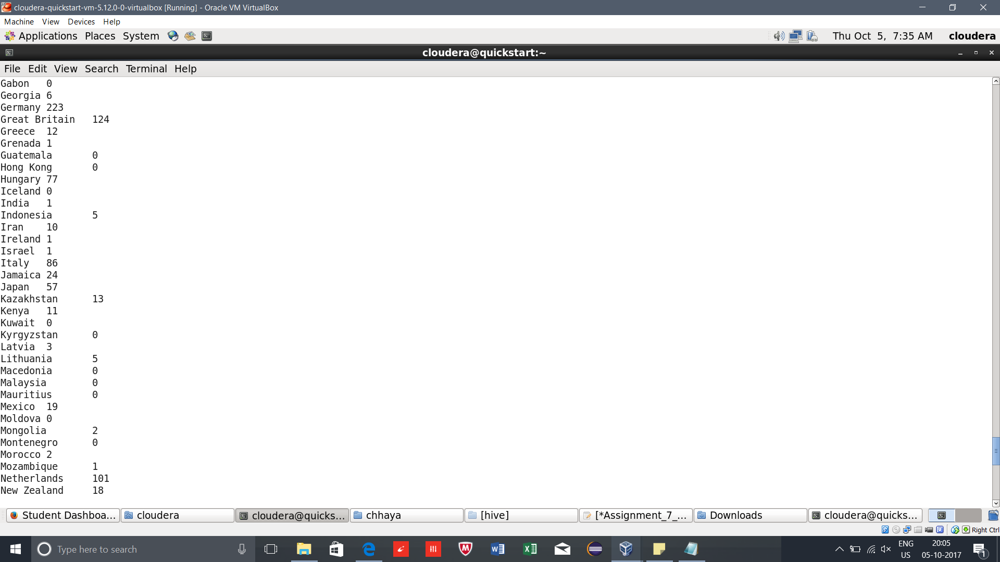 cloudera-quickstart-vm-5.12.0-0-virtualbox [Running] - Oracle VM VirtualBox
Machine View Devices Help
Applications Places System Thu Oct 5, 7:35 AM cloudera
cloudera@quickstart:~
File Edit View Search Terminal Help
Gabon 0
Georgia 6
Germany 223
Great Britain 124
Greece 12
Grenada 1
Guatemala 0
Hong Kong 0
Hungary 77
Iceland 0
India 1
Indonesia 5
Iran 10
Ireland 1
Israel 1
Italy 86
Jamaica 24
Japan 57
Kazakhstan 13
Kenya 11
Kuwait 0
Kyrgyzstan 0
Latvia 3
Lithuania 5
Macedonia 0
Malaysia 0
Mauritius 0
Mexico 19
Moldova 0
Mongolia 2
Montenegro 0
Morocco 2
Mozambique 1
Netherlands 101
New Zealand 18
Student Dashboa... cloudera cloudera@quicks... chhaya [hive] [*Assignment_7_... Downloads cloudera@quicks...
Right Ctrl
Type here to search ENG 20:05
US 05-10-2017 1